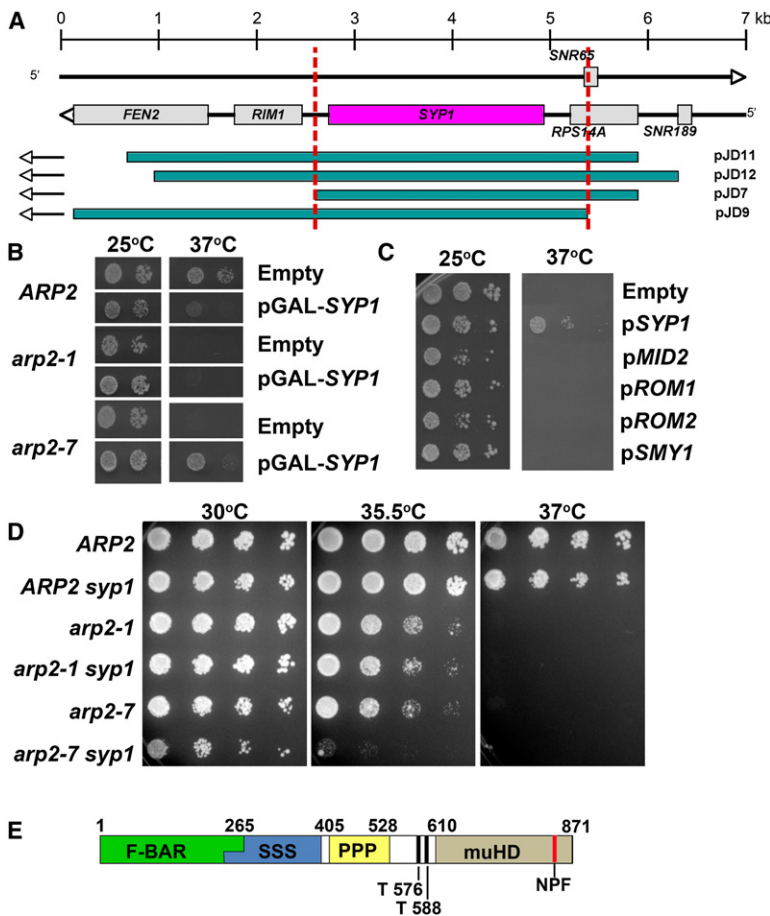 A
0 1 2 3 4 5 6 7 kb
SNR65
5'
FEN2 RIM1 SYP1 5'
RPS14A SNR189
pJD11
pJD12
pJD7
pJD9
B
25°C 37°C
ARP2
Empty
pGAL-SYP1
arp2-1
Empty
pGAL-SYP1
arp2-7
Empty
pGAL-SYP1
C
25°C 37°C
Empty
pSYP1
pMID2
pROM1
pROM2
pSMY1
D
30°C 35.5°C 37°C
ARP2
ARP2 syp1
arp2-1
arp2-1 syp1
arp2-7
arp2-7 syp1
E
1 265 405 528 610 871
F-BAR SSS PPP muHD
T 576 NPF
T 588